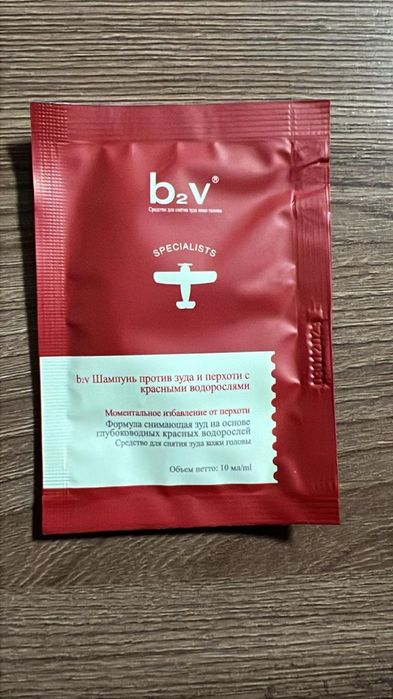 b2v®
Средство для снятия зуда кожи головы
SPECIALISTS
b2v Шампунь против зуда и перхоти с
красными водорослями
Моментальное избавление от перхоти
Формула снимающая зуд на основе
глубоководных красных водорослей
Средство для снятия зуда кожи головы
Объем нетто: 10 мл/ml